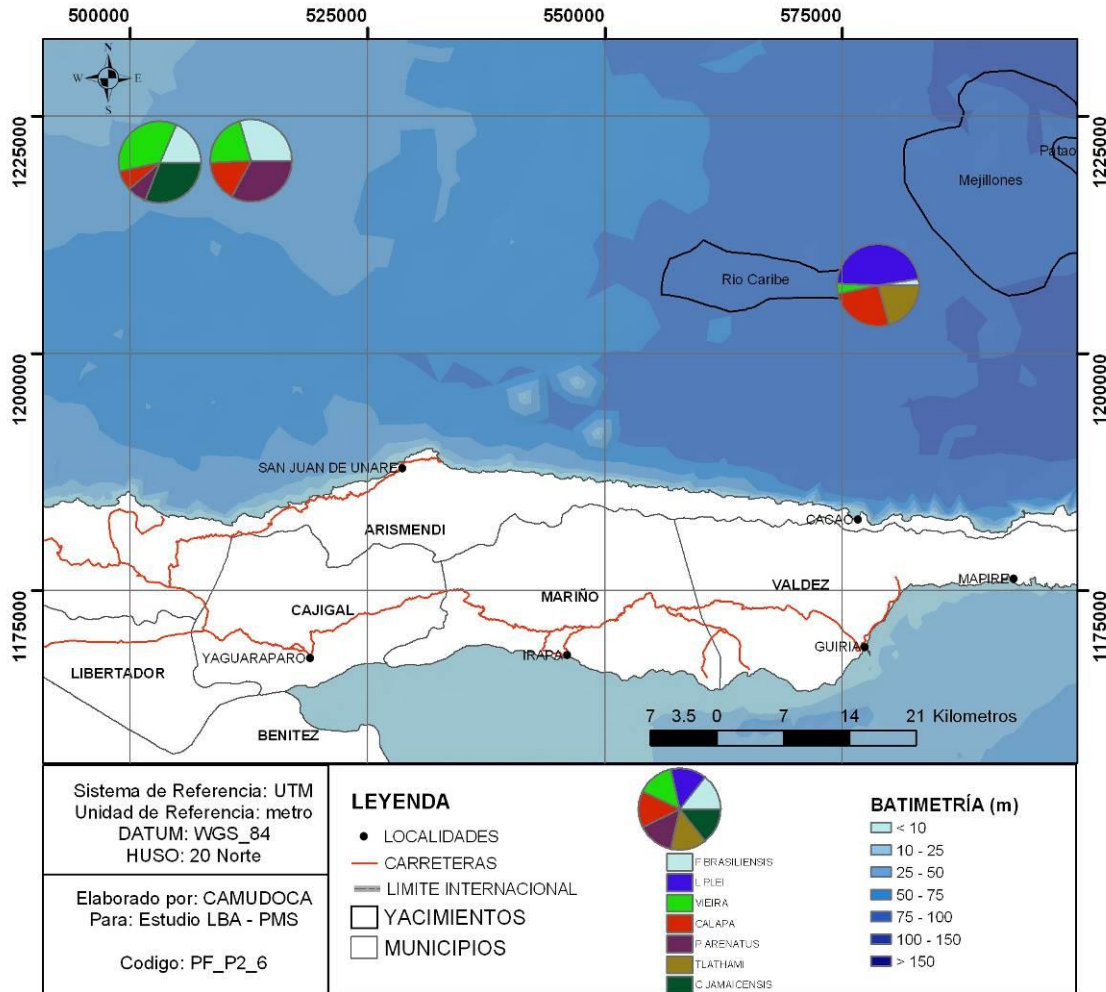 500000 525000 550000 575000
N
W E
S
1225000 1225000
Patao
Mejillones
Rio Caribe
1200000 1200000
SAN JUAN DE UNARE
CACAO
ARISMENDI
MAPIRE
VALDEZ
MARIÑO
CAJIGAL
1175000 1175000
GUIRIA
IRAPA
YAGUARAPARO
LIBERTADOR
BENITEZ
7 3.5 0 7 14 21 Kilometros
Sistema de Referencia: UTM
Unidad de Referencia: metro
DATUM: WGS_84
HUSO: 20 Norte
Elaborado por: CAMUDOCA
Para: Estudio LBA - PMS
Codigo: PF_P2_6
LEYENDA
LOCALIDADES
CARRETERAS
LIMITE INTERNACIONAL
YACIMIENTOS
MUNICIPIOS
F BRASILIENSIS
L PLEI
VIEIRA
CALAPA
P ARENATUS
TLATHAMI
C JAMAICENSIS
BATIMETRÍA (m)
< 10
10 - 25
25 - 50
50 - 75
75 - 100
100 - 150
> 150